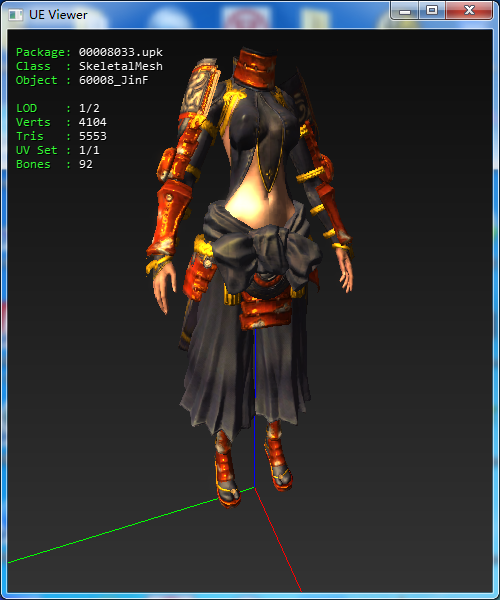 UE Viewer
Package: 00008033.upk
Class : SkeletalMesh
Object : 60008_JinF
LOD : 1/2
Verts : 4104
Tris : 5553
UV Set : 1/1
Bones : 92